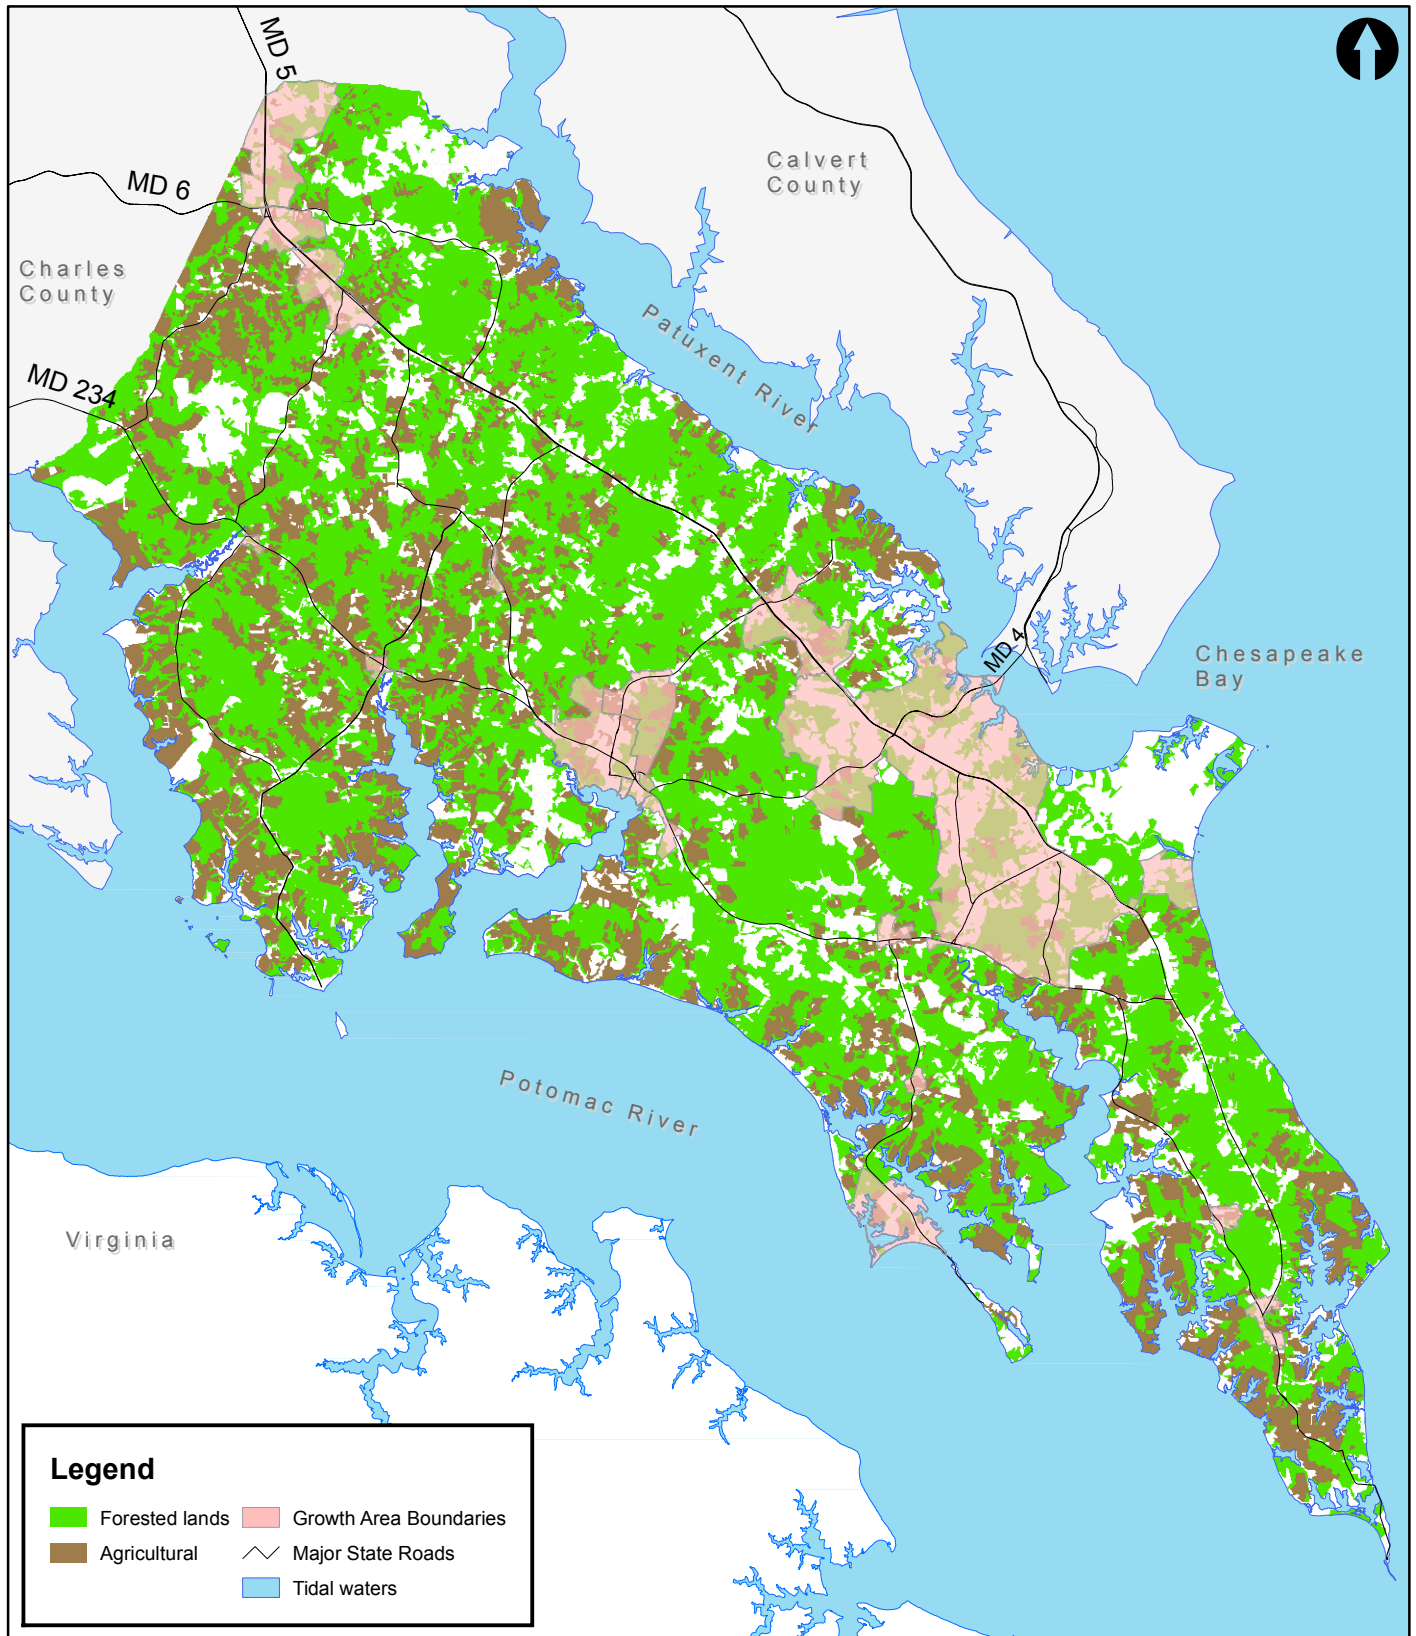 MD 5
Calvert
County
MD 6
Charles
County
Patuxent River
MD 234
MD 4
Chesapeake
Bay
Potomac River
Virginia
Legend
Forested lands
Growth Area Boundaries
Agricultural
Major State Roads
Tidal waters